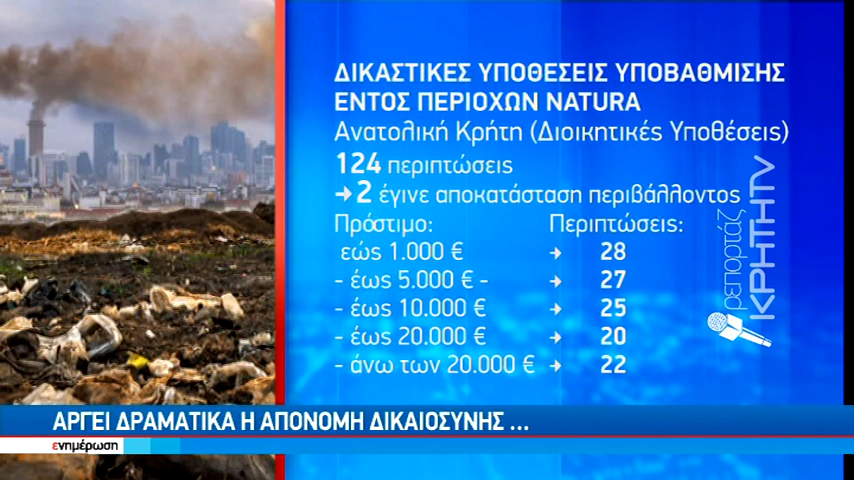 ΔΙΚΑΣΤΙΚΕΣ ΥΠΟΘΕΣΕΙΣ ΥΠΟΒΑΘΜΙΣΗΣ
ΕΝΤΟΣ ΠΕΡΙΟΧΩΝ NATURA
Ανατολική Κρήτη (Διοικητικές Υποθέσεις)
124 περιπτώσεις
➔2 έγινε αποκατάσταση περιβάλλοντος
Πρόστιμο: Περιπτώσεις:
εώς 1.000 € ➔ 28
- έως 5.000 € - ➔ 27
- έως 10.000 € ➔ 25
- έως 20.000 € ➔ 20
- άνω των 20.000 € ➔ 22
ρεπορτάζ
ΚΡΗΤΗTV
ΑΡΓΕΙ ΔΡΑΜΑΤΙΚΑ Η ΑΠΟΝΟΜΗ ΔΙΚΑΙΟΣΥΝΗΣ ...
ενημέρωση